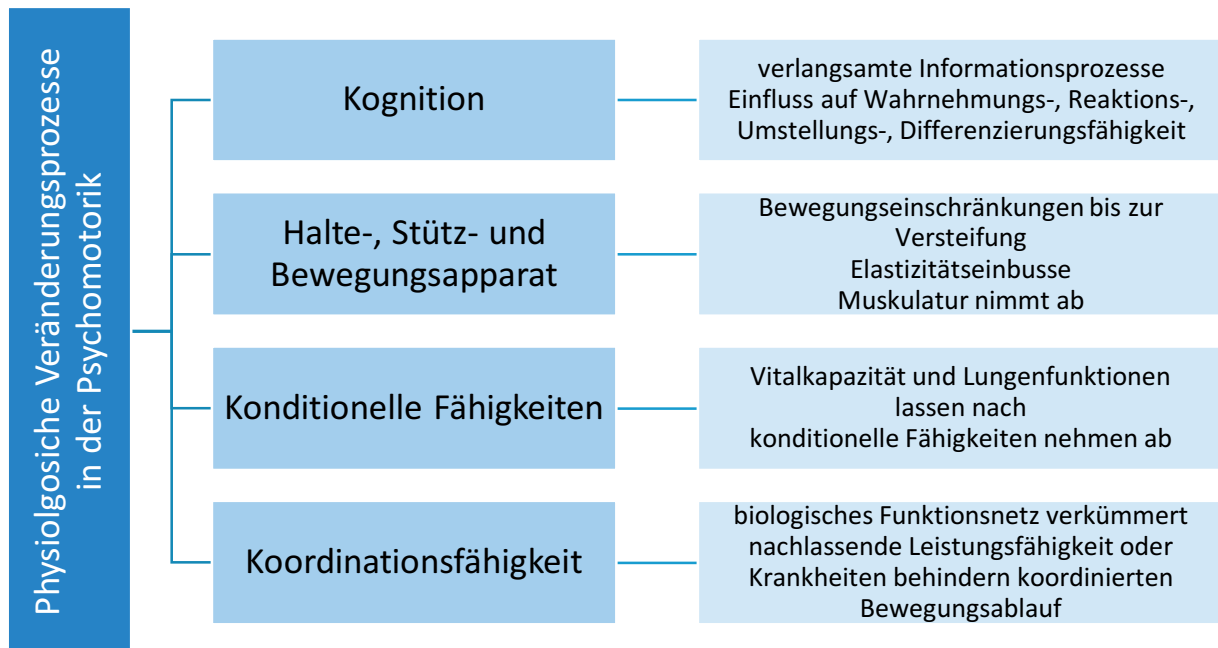 Physiolgosiche Veränderungsprozesse
in der Psychomotorik
Kognition
verlangsamte Informationsprozesse
Einfluss auf Wahrnehmungs-, Reaktions-,
Umstellungs-, Differenzierungsfähigkeit
Halte-, Stütz- und
Bewegungsapparat
Bewegungseinschränkungen bis zur
Versteifung
Elastizitätseinbusse
Muskulatur nimmt ab
Konditionelle Fähigkeiten
Vitalkapazität und Lungenfunktionen
lassen nach
konditionelle Fähigkeiten nehmen ab
Koordinationsfähigkeit
biologisches Funktionsnetz verkümmert
nachlassende Leistungsfähigkeit oder
Krankheiten behindern koordinierten
Bewegungsablauf